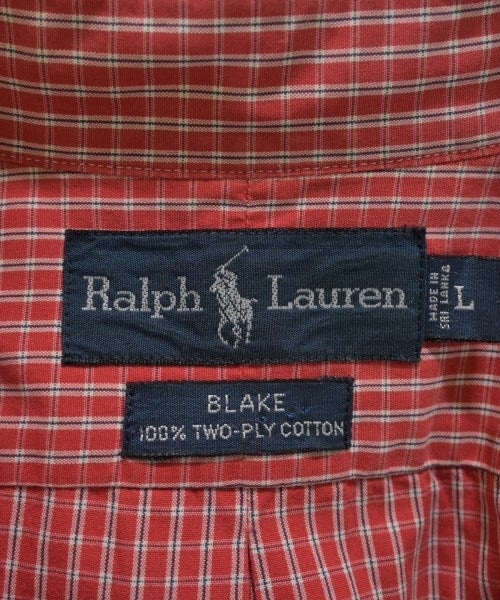 Ralph Lauren
MADE IN
SRI LANKA
L
BLAKE
100% TWO-PLY COTTON